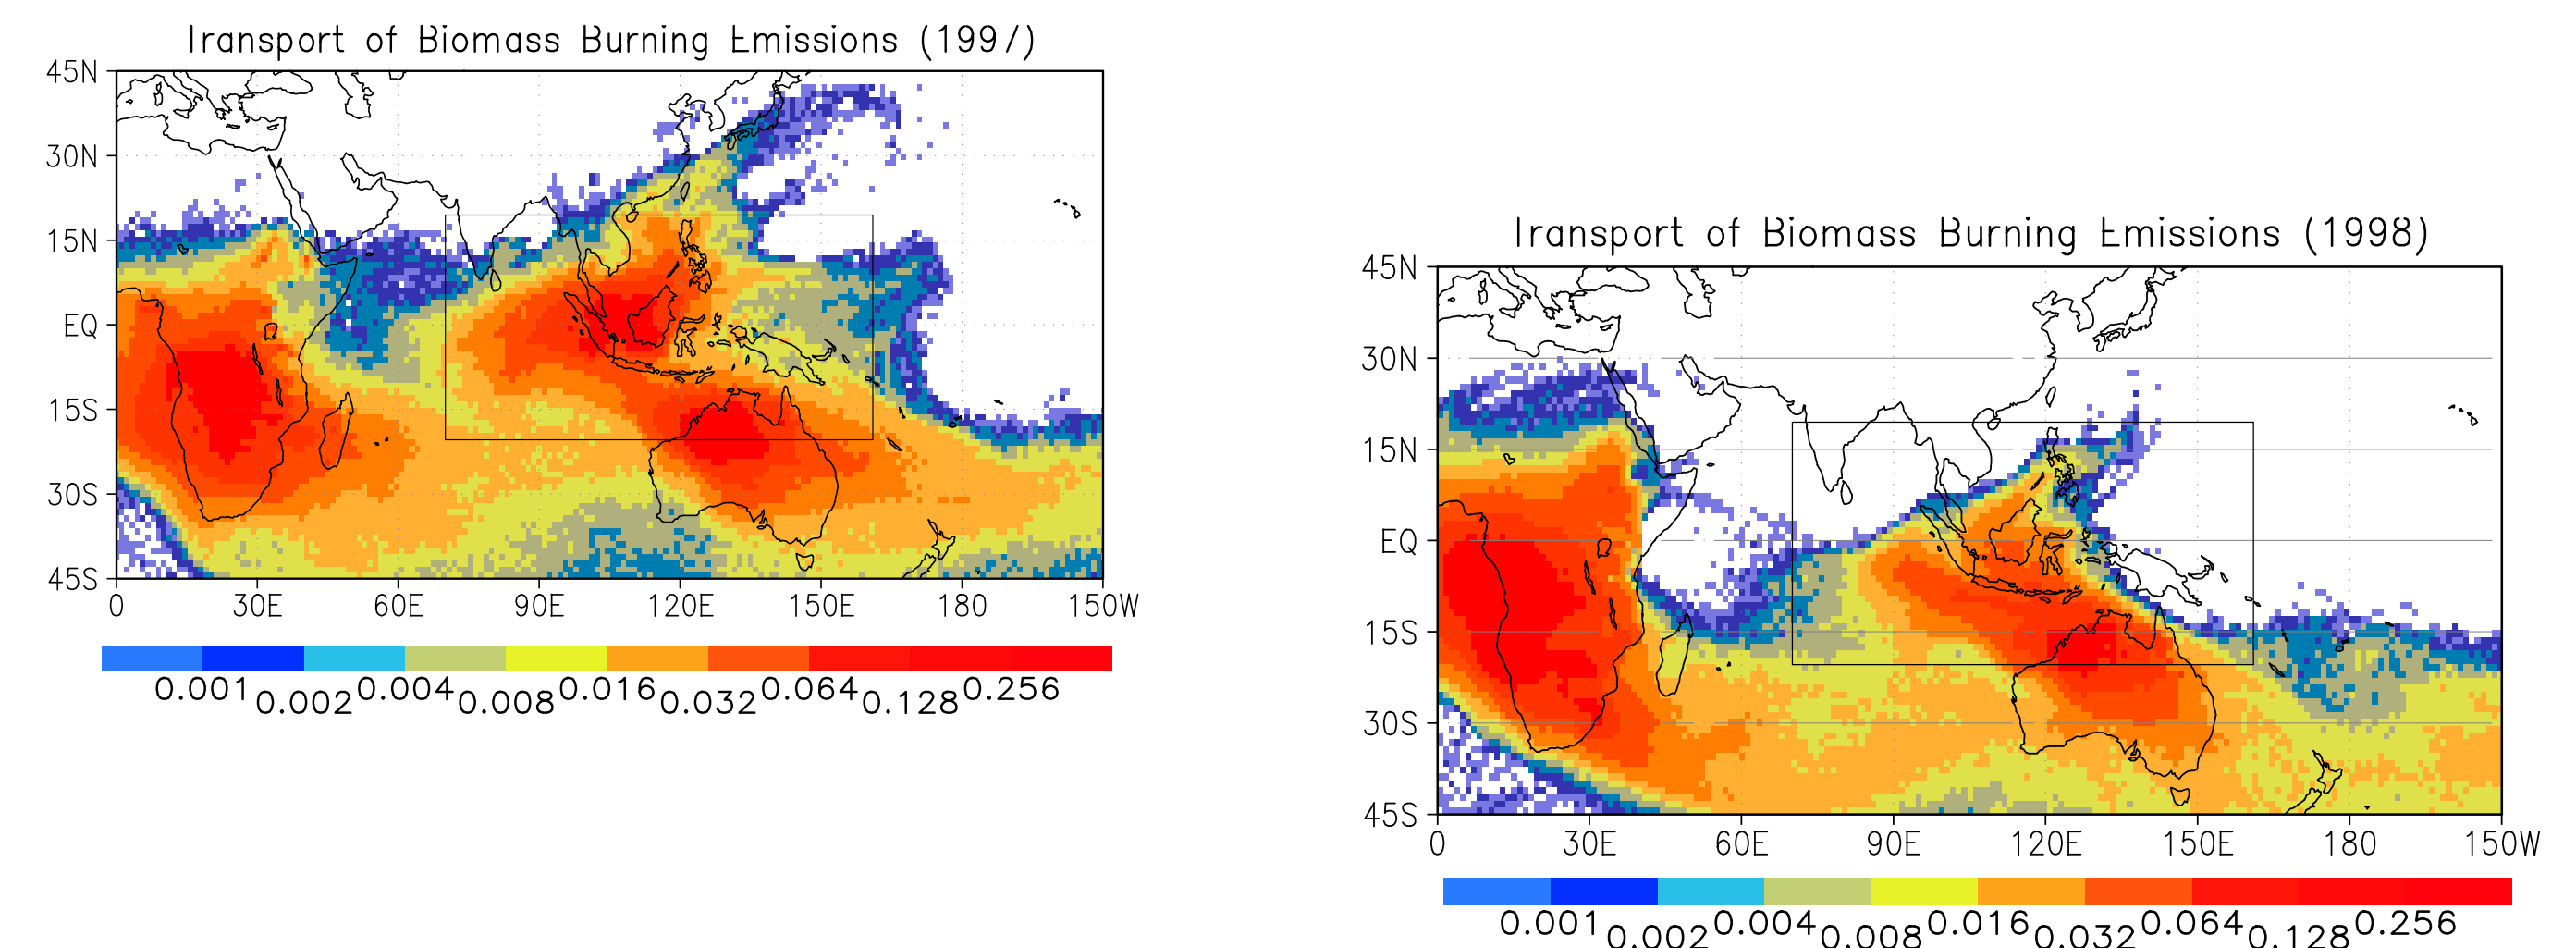 Transport of Biomass Burning Emissions (1997)
45N
30N
15N
EQ
15S
30S
45S
0 30E 60E 90E 120E 150E 180 150W
0.001 0.002 0.004 0.008 0.016 0.032 0.064 0.128 0.256
Transport of Biomass Burning Emissions (1998)
45N
30N
15N
EQ
15S
30S
45S
0 30E 60E 90E 120E 150E 180 150W
0.001 0.002 0.004 0.008 0.016 0.032 0.064 0.128 0.256